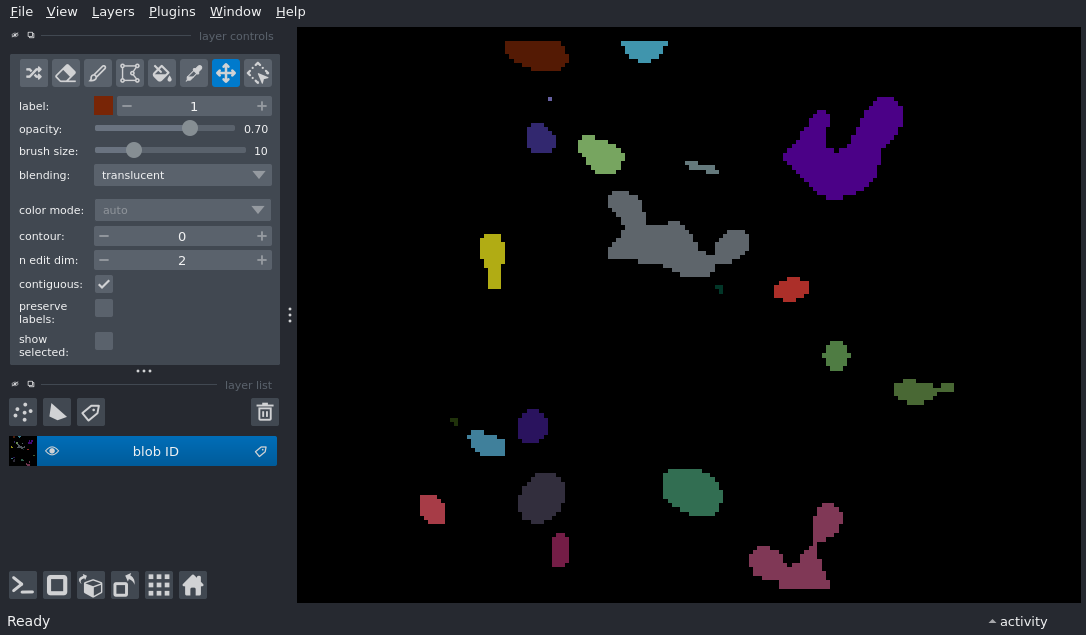 File View Layers Plugins Window Help
layer controls
label: 1
opacity: 0.70
brush size: 10
blending: translucent
color mode: auto
contour: 0
n edit dim: 2
contiguous:
preserve
labels:
show
selected:
layer list
blob ID
Ready
activity